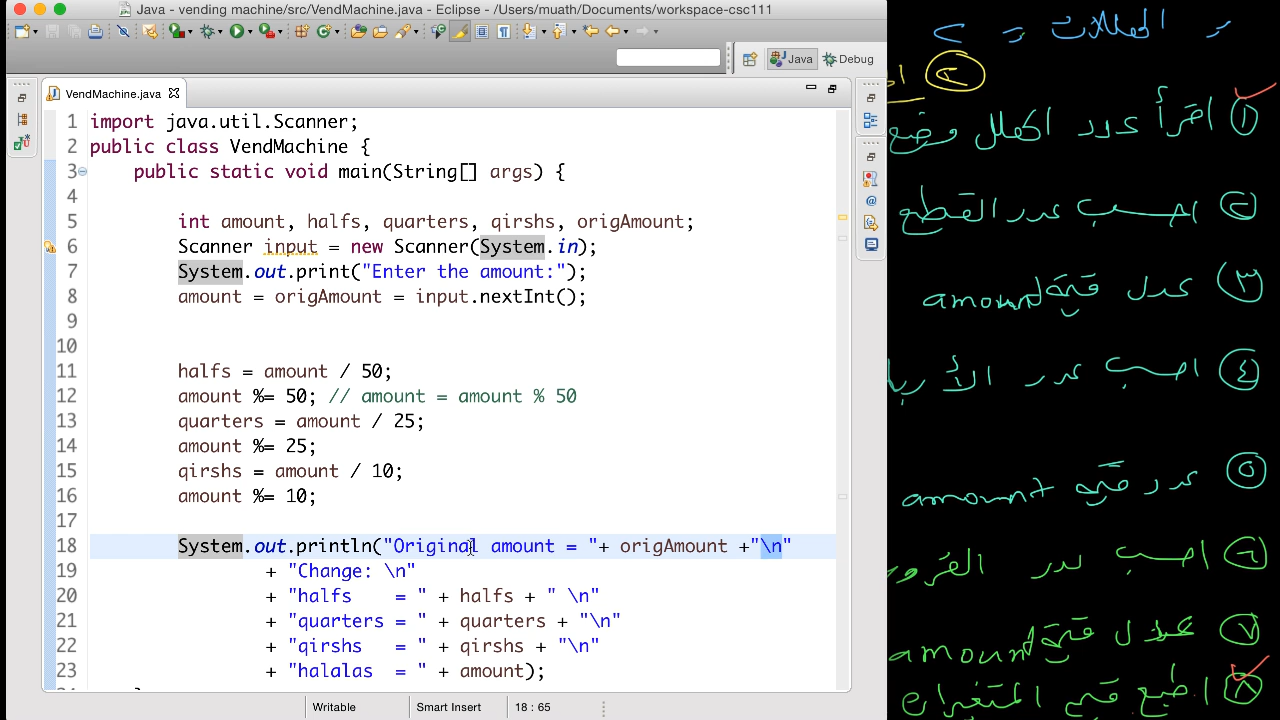 Java - vending machine/src/VendMachine.java - Eclipse - /Users/muath/Documents/workspace-csc111
Java
Debug
VendMachine.java
1 import java.util.Scanner;
2 public class VendMachine {
3 public static void main(String[] args) {
4
5 int amount, halfs, quarters, qirshs, origAmount;
6 Scanner input = new Scanner(System.in);
7 System.out.print("Enter the amount:");
8 amount = origAmount = input.nextInt();
9
10
11 halfs = amount / 50;
12 amount %= 50; // amount = amount % 50
13 quarters = amount / 25;
14 amount %= 25;
15 qirshs = amount / 10;
16 amount %= 10;
17
18 System.out.println("Original amount = "+ origAmount +"\n"
19 + "Change: \n"
20 + "halfs    = " + halfs + " \n"
21 + "quarters = " + quarters + "\n"
22 + "qirshs   = " + qirshs + "\n"
23 + "halalas  = " + amount);
Writable
Smart Insert
18 : 65
= الهللات =
٢
١ اقرأ عدد الهلل وضع
٢ احسب عدد القطع
٣ عدل قيمة amount
٤ احسب عدد الأربا
٥ عدل قيمة amount
٦ احسب عدد القرو
٧ عدل قيمة amount
٨ اطبع قيم المتغيرات